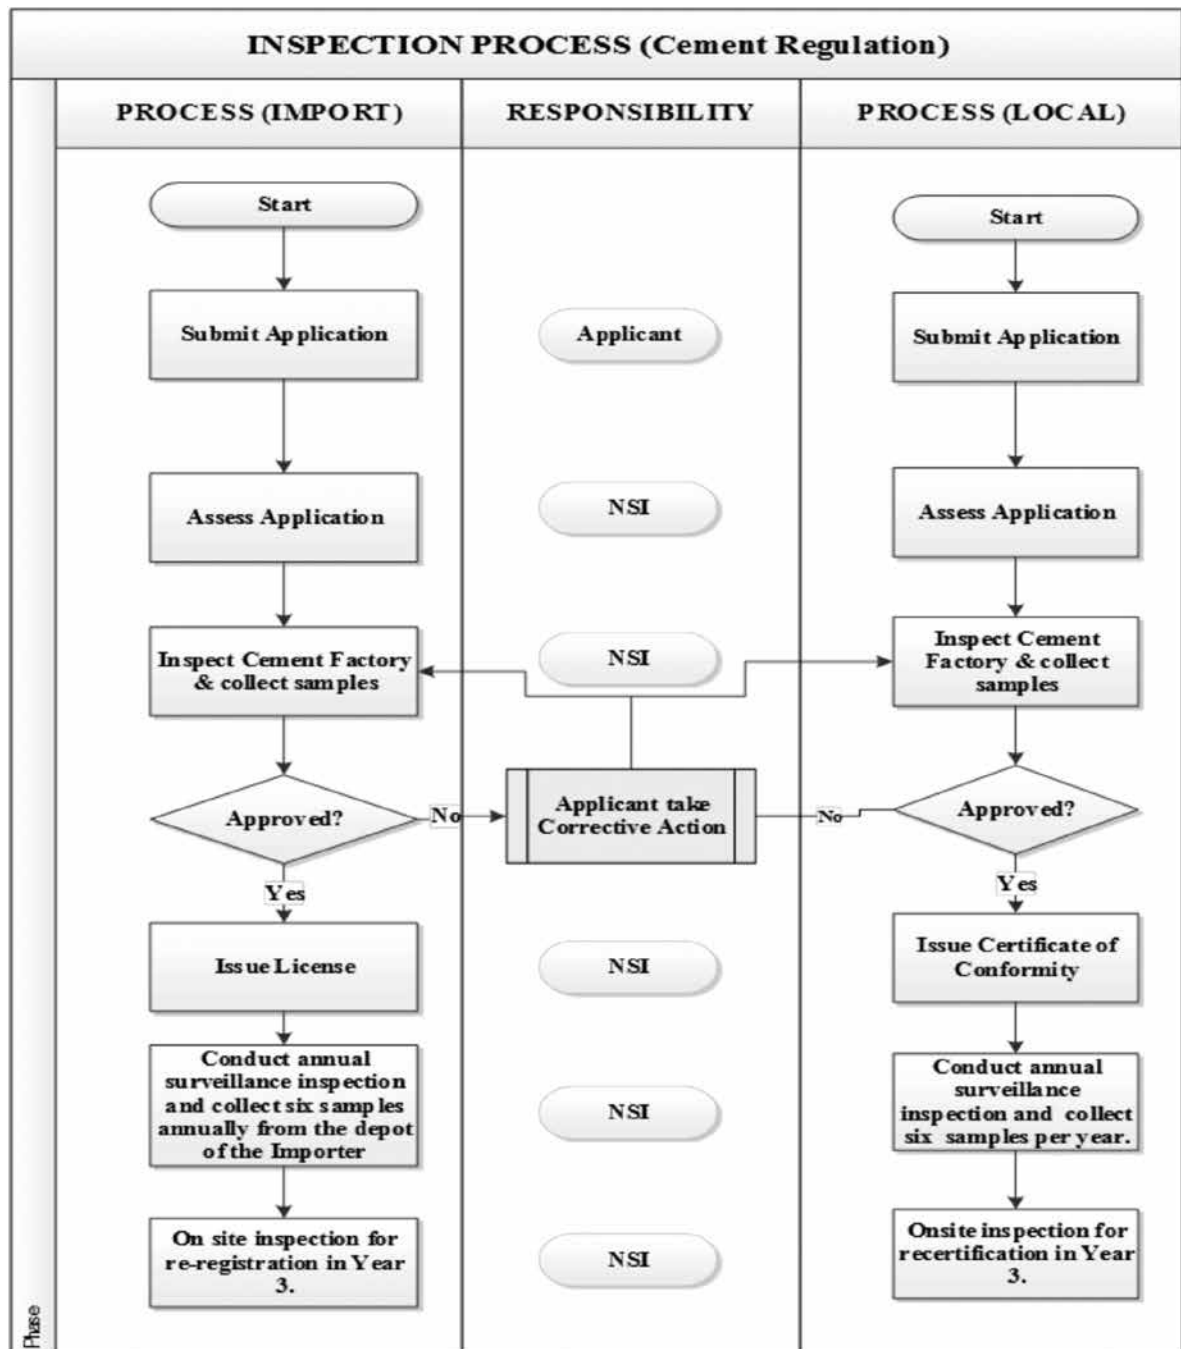 INSPECTION PROCESS (Cement Regulation)
PROCESS (IMPORT)
RESPONSIBILITY
PROCESS (LOCAL)
Start
Start
Submit Application
Applicant
Submit Application
Assess Application
NSI
Assess Application
Inspect Cement Factory
& collect samples
NSI
Inspect Cement
Factory & collect
samples
Approved?
No
Applicant take
Corrective Action
No
Approved?
Yes
Yes
Issue License
NSI
Issue Certificate of
Conformity
Conduct annual
surveillance inspection
and collect six samples
annually from the depot
of the Importer
NSI
Conduct annual
surveillance
inspection and collect
six samples per year.
On site inspection for
re-registration in Year
3.
NSI
Onsite inspection for
recertification in Year
3.
Phase